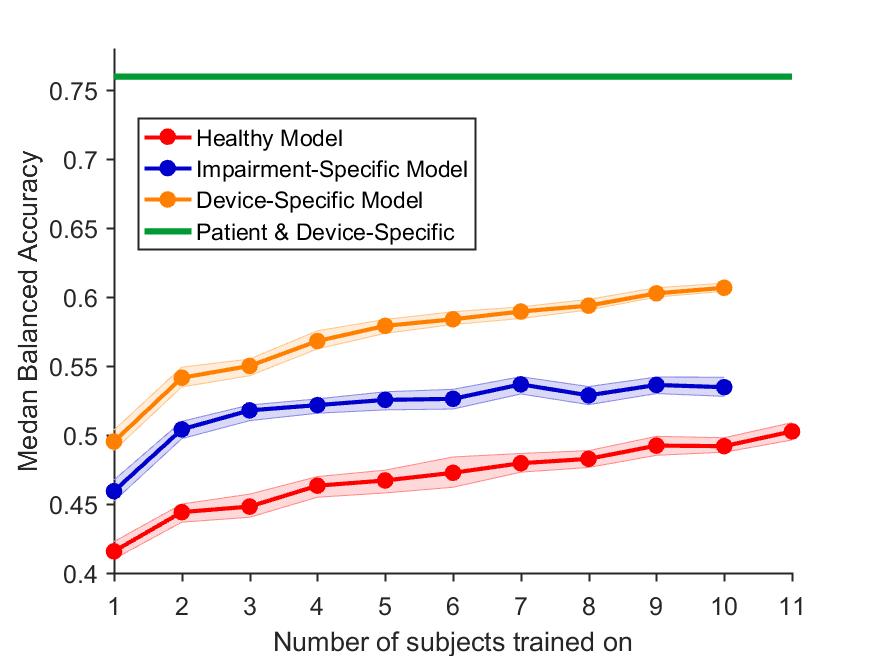 0.75
0.7
0.65
0.6
0.55
0.5
0.45
0.4
Medan Balanced Accuracy
Healthy Model
Impairment-Specific Model
Device-Specific Model
Patient & Device-Specific
1 2 3 4 5 6 7 8 9 10 11
Number of subjects trained on